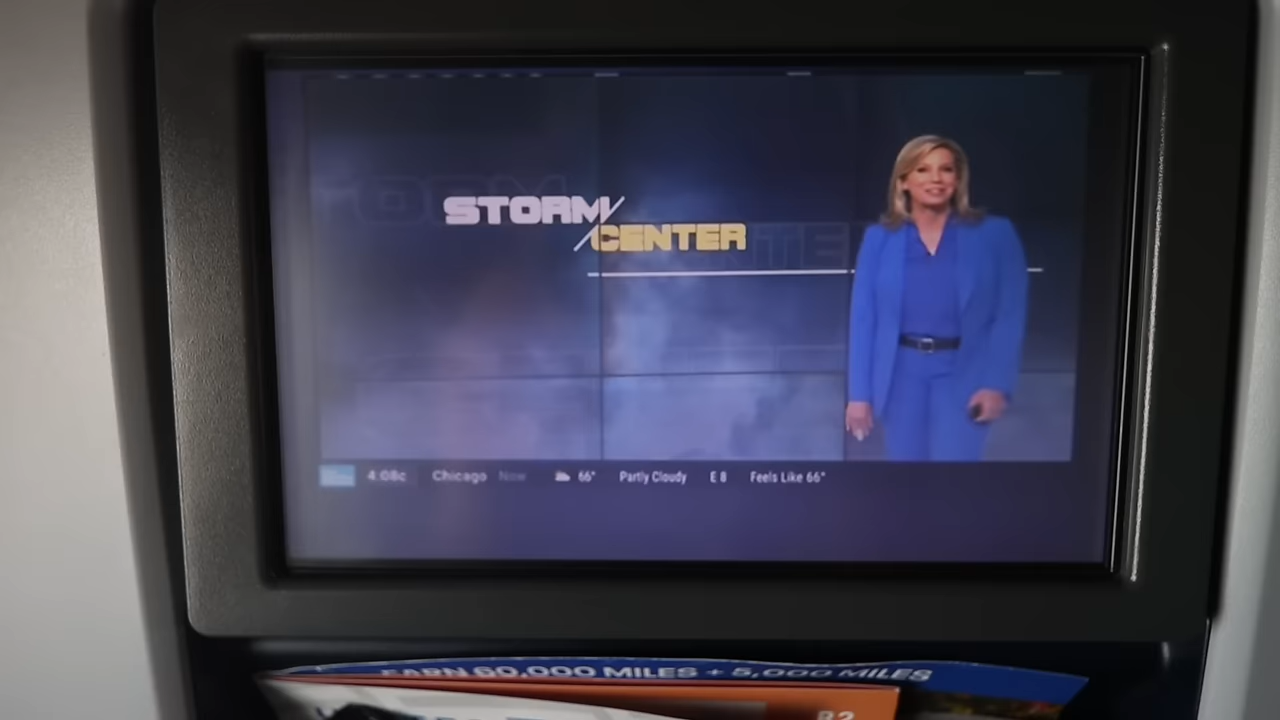 STORM
CENTER
4:08c Chicago Now 66° Partly Cloudy E 8 Feels Like 66°
EARN 60,000 MILES + 5,000 MILES